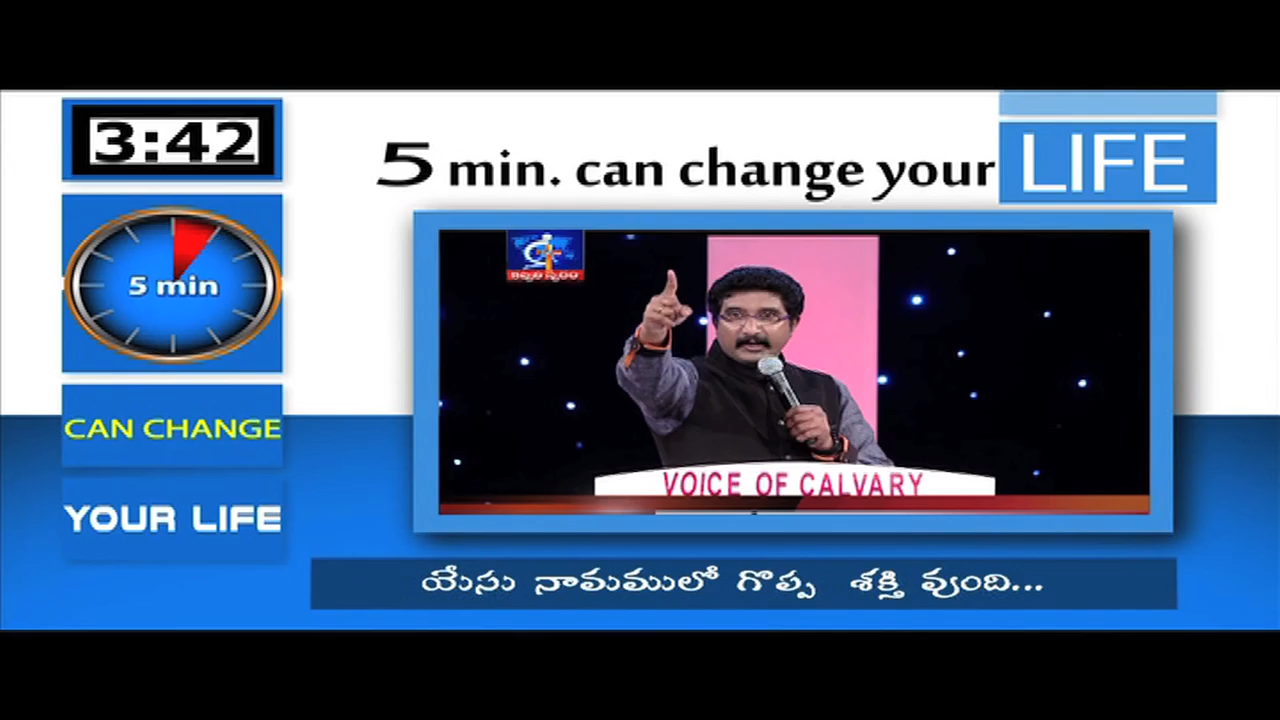 3:42
5 min. can change your LIFE
5 min
CAN CHANGE
YOUR LIFE
VOICE OF CALVARY
యేసు నామములో గొప్ప శక్తి వ్యుంది...